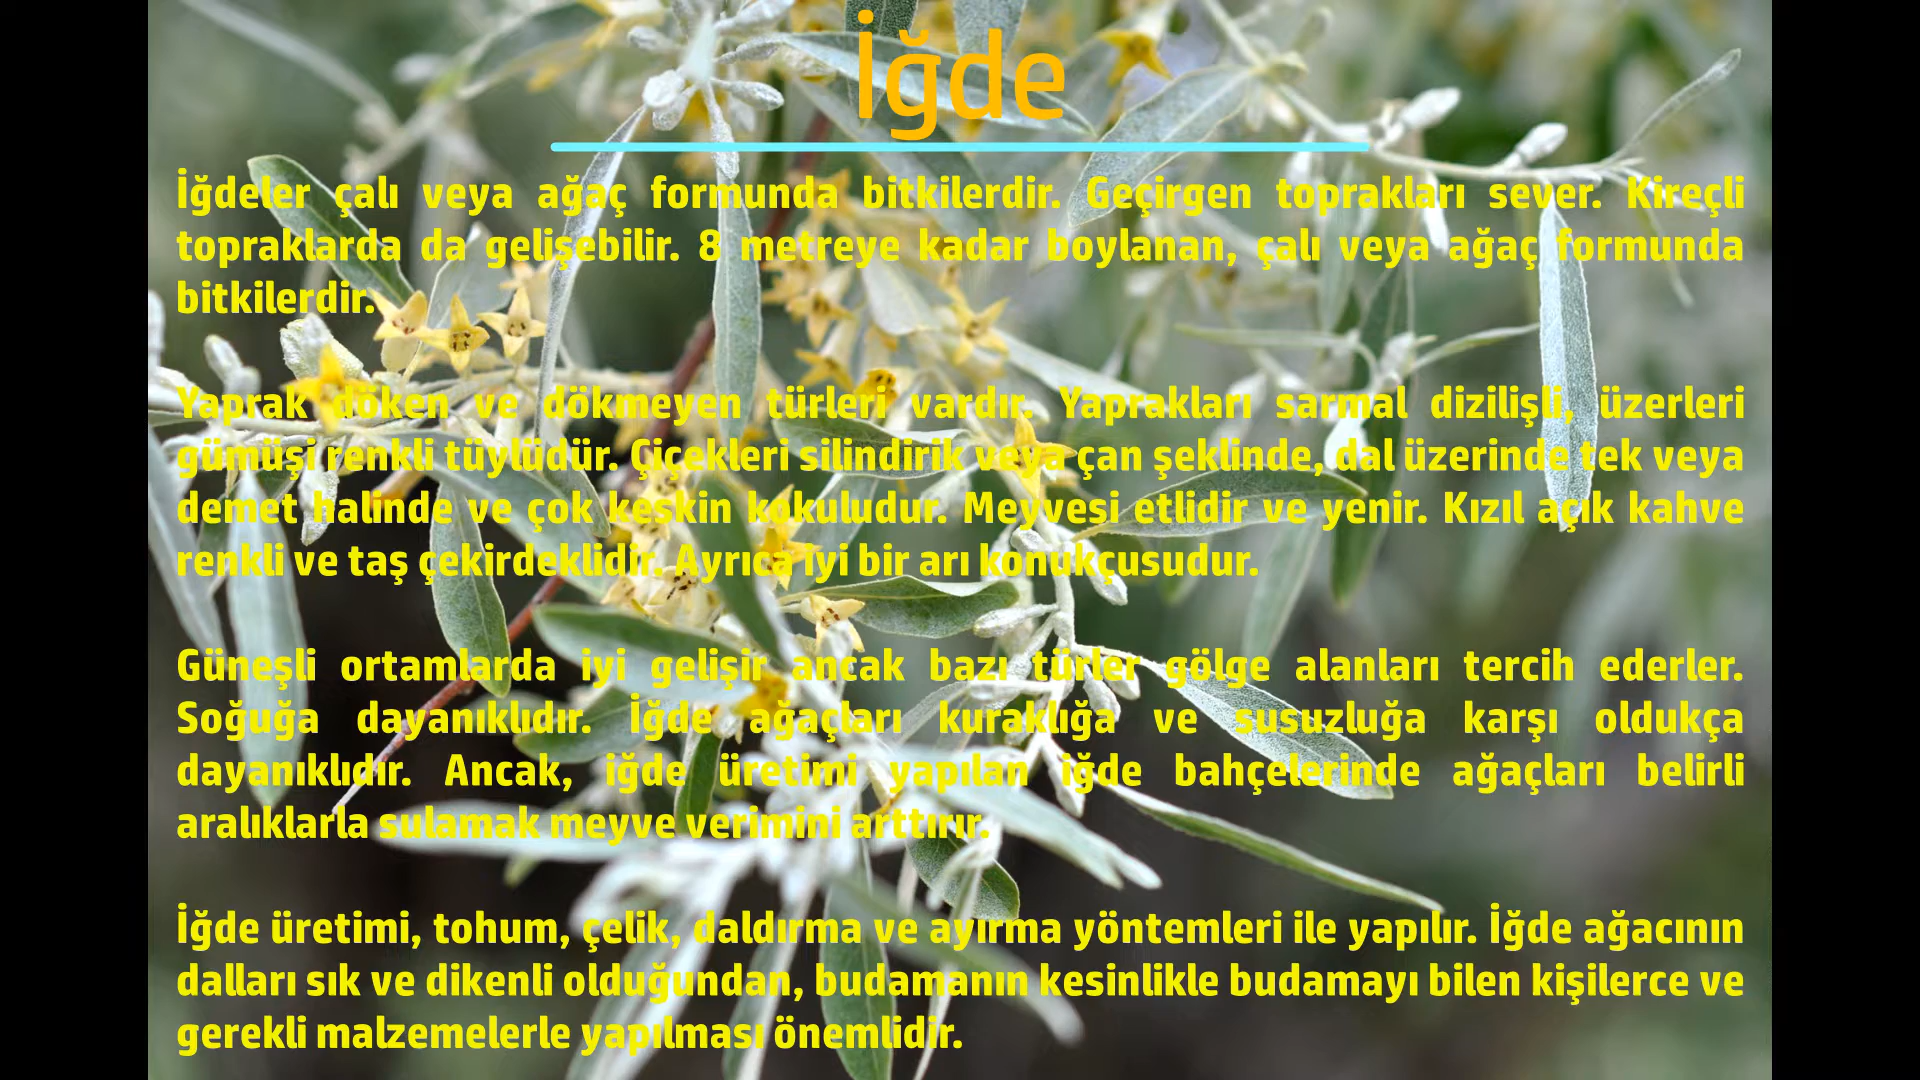 İğde
İğdeler çalı veya ağaç formunda bitkilerdir. Geçirgen toprakları sever. Kireçli
topraklarda da gelişebilir. 8 metreye kadar boylanan, çalı veya ağaç formunda
bitkilerdir.
Yaprak döken ve dökmeyen türleri vardır. Yaprakları sarmal dizilişli, üzerleri
gümüşi renkli tüylüdür. Çiçekleri silindirik veya çan şeklinde, dal üzerinde tek veya
demet halinde ve çok keskin kokuludur. Meyvesi etlidir ve yenir. Kızıl açık kahve
renkli ve taş çekirdeklidir. Ayrıca iyi bir arı konukçusudur.
Güneşli ortamlarda iyi gelişir ancak bazı türler gölge alanları tercih ederler.
Soğuğa dayanıklıdır. İğde ağaçları kuraklığa ve susuzluğa karşı oldukça
dayanıklıdır. Ancak, iğde üretimi yapılan iğde bahçelerinde ağaçları belirli
aralıklarla sulamak meyve verimini arttırır.
İğde üretimi, tohum, çelik, daldırma ve ayırma yöntemleri ile yapılır. İğde ağacının
dalları sık ve dikenli olduğundan, budamanın kesinlikle budamayı bilen kişilerce ve
gerekli malzemelerle yapılması önemlidir.